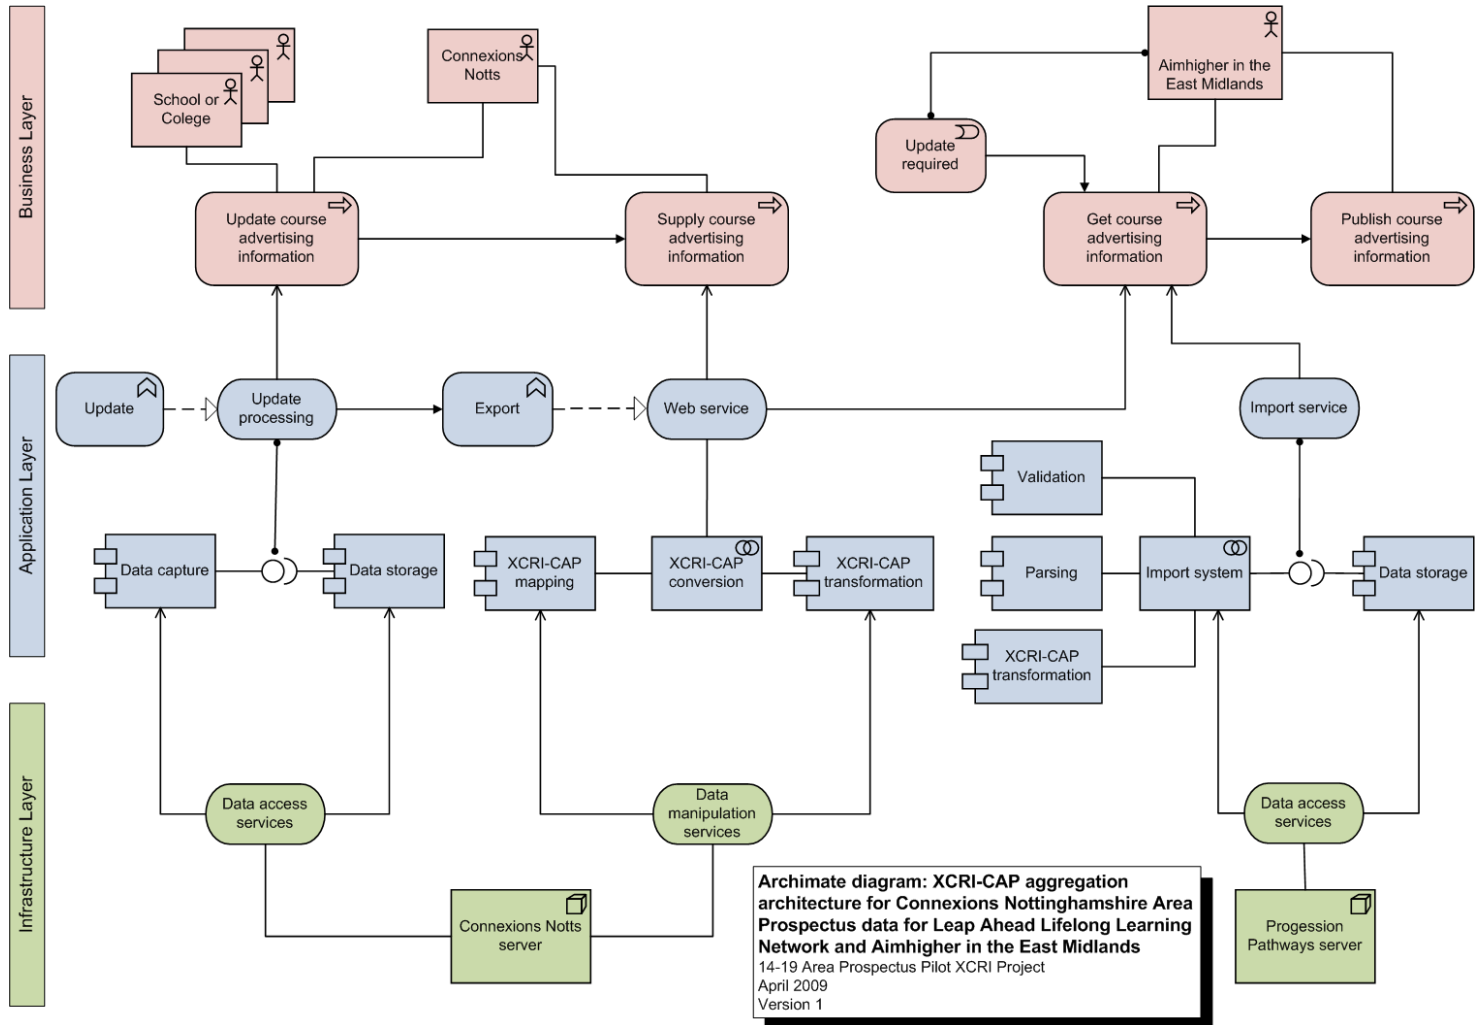 Business Layer
School or
Colege
Connexions
Notts
Aimhigher in the
East Midlands
Update
required
Update course
advertising
information
Supply course
advertising
information
Get course
advertising
information
Publish course
advertising
information
Application Layer
Update
Update
processing
Export
Web service
Import service
Validation
Data capture
Data storage
XCRI-CAP
mapping
XCRI-CAP
conversion
XCRI-CAP
transformation
Parsing
Import system
Data storage
XCRI-CAP
transformation
Infrastructure Layer
Data access
services
Data
manipulation
services
Data access
services
Connexions Notts
server
Progession
Pathways server
Archimate diagram: XCRI-CAP aggregation
architecture for Connexions Nottinghamshire Area
Prospectus data for Leap Ahead Lifelong Learning
Network and Aimhigher in the East Midlands
14-19 Area Prospectus Pilot XCRI Project
April 2009
Version 1